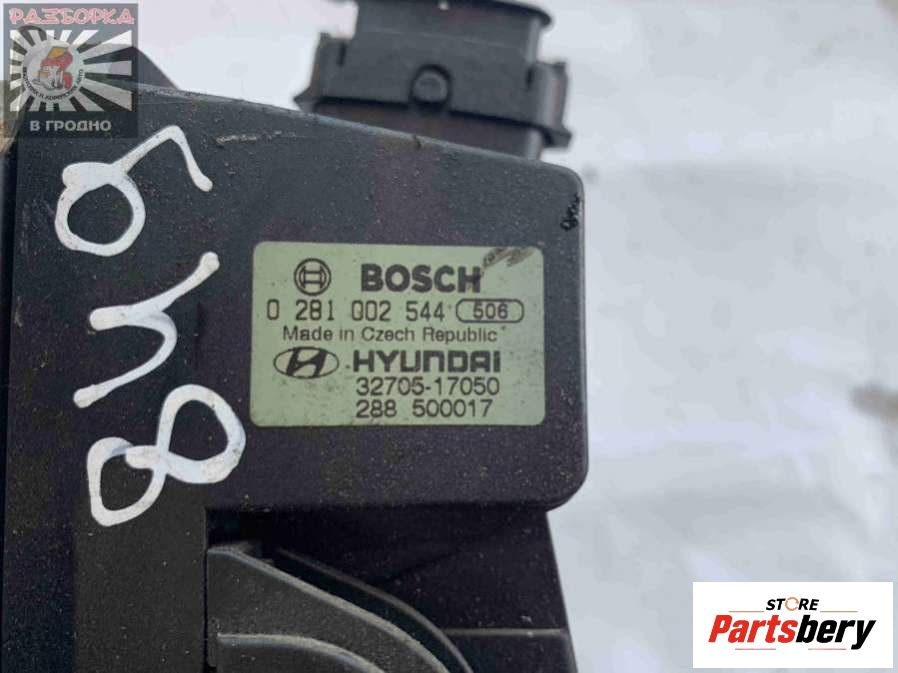 РАЗБОРКА
В ГРОДНО
849
BOSCH
0 281 002 544 506
Made in Czech Republic
HYUNDAI
32705-17050
288 500017
STORE
Partsbery